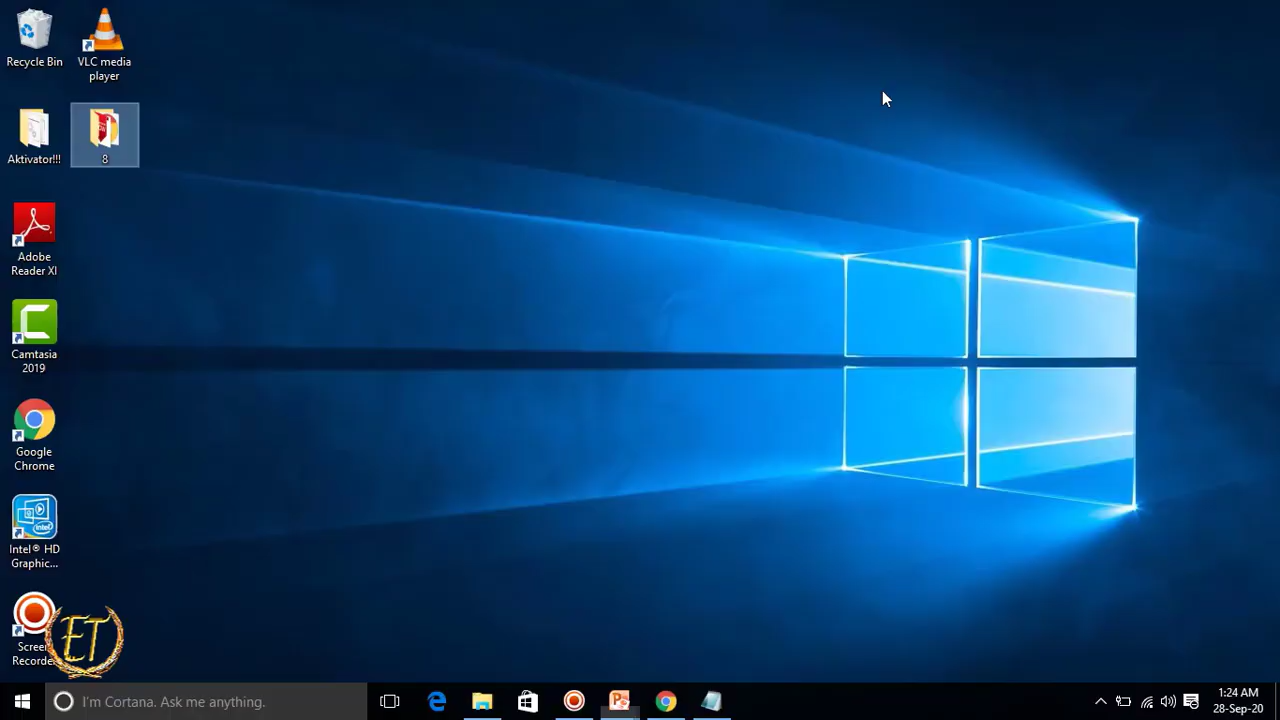 Recycle Bin
VLC media
player
Aktivator!!!
8
Adobe
Reader XI
Camtasia
2019
Google
Chrome
Intel® HD
Graphic...
Screen
Recorde
ET
I'm Cortana. Ask me anything.
1:24 AM
28-Sep-20